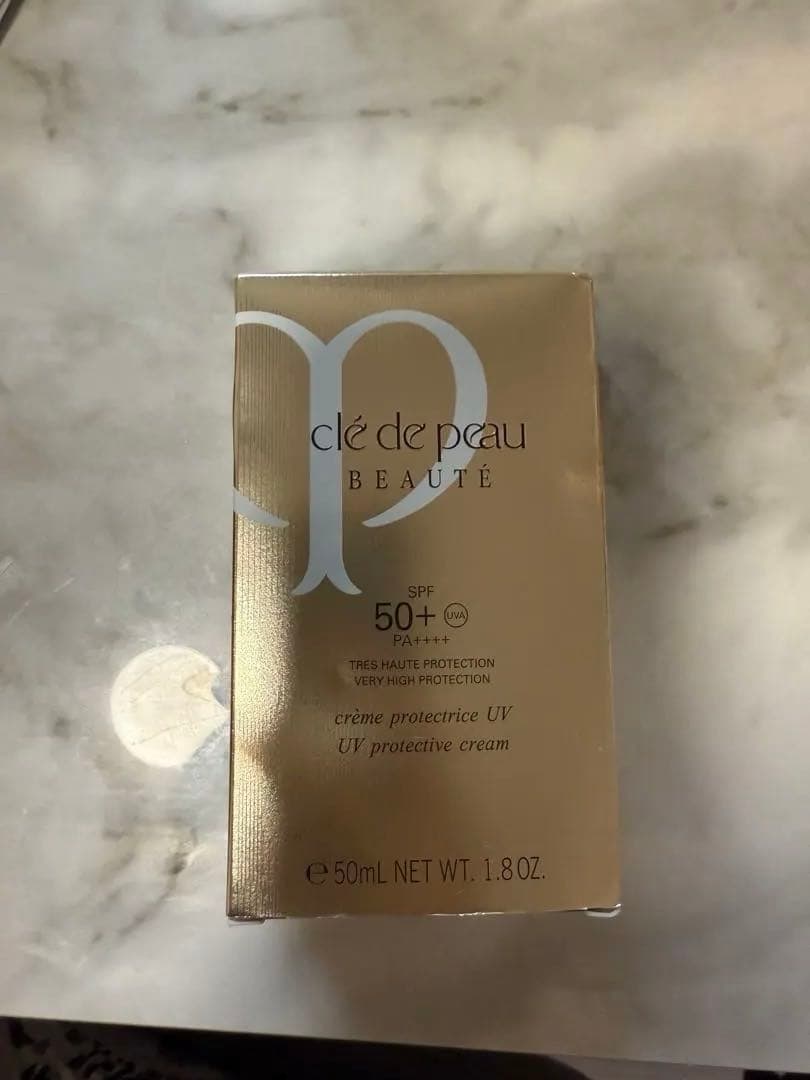 clé de peau
BEAUTÉ
SPF
50+ UVA
PA++++
TRES HAUTE PROTECTION
VERY HIGH PROTECTION
crème protectrice UV
UV protective cream
℮ 50mL NET WT. 1.8 OZ.